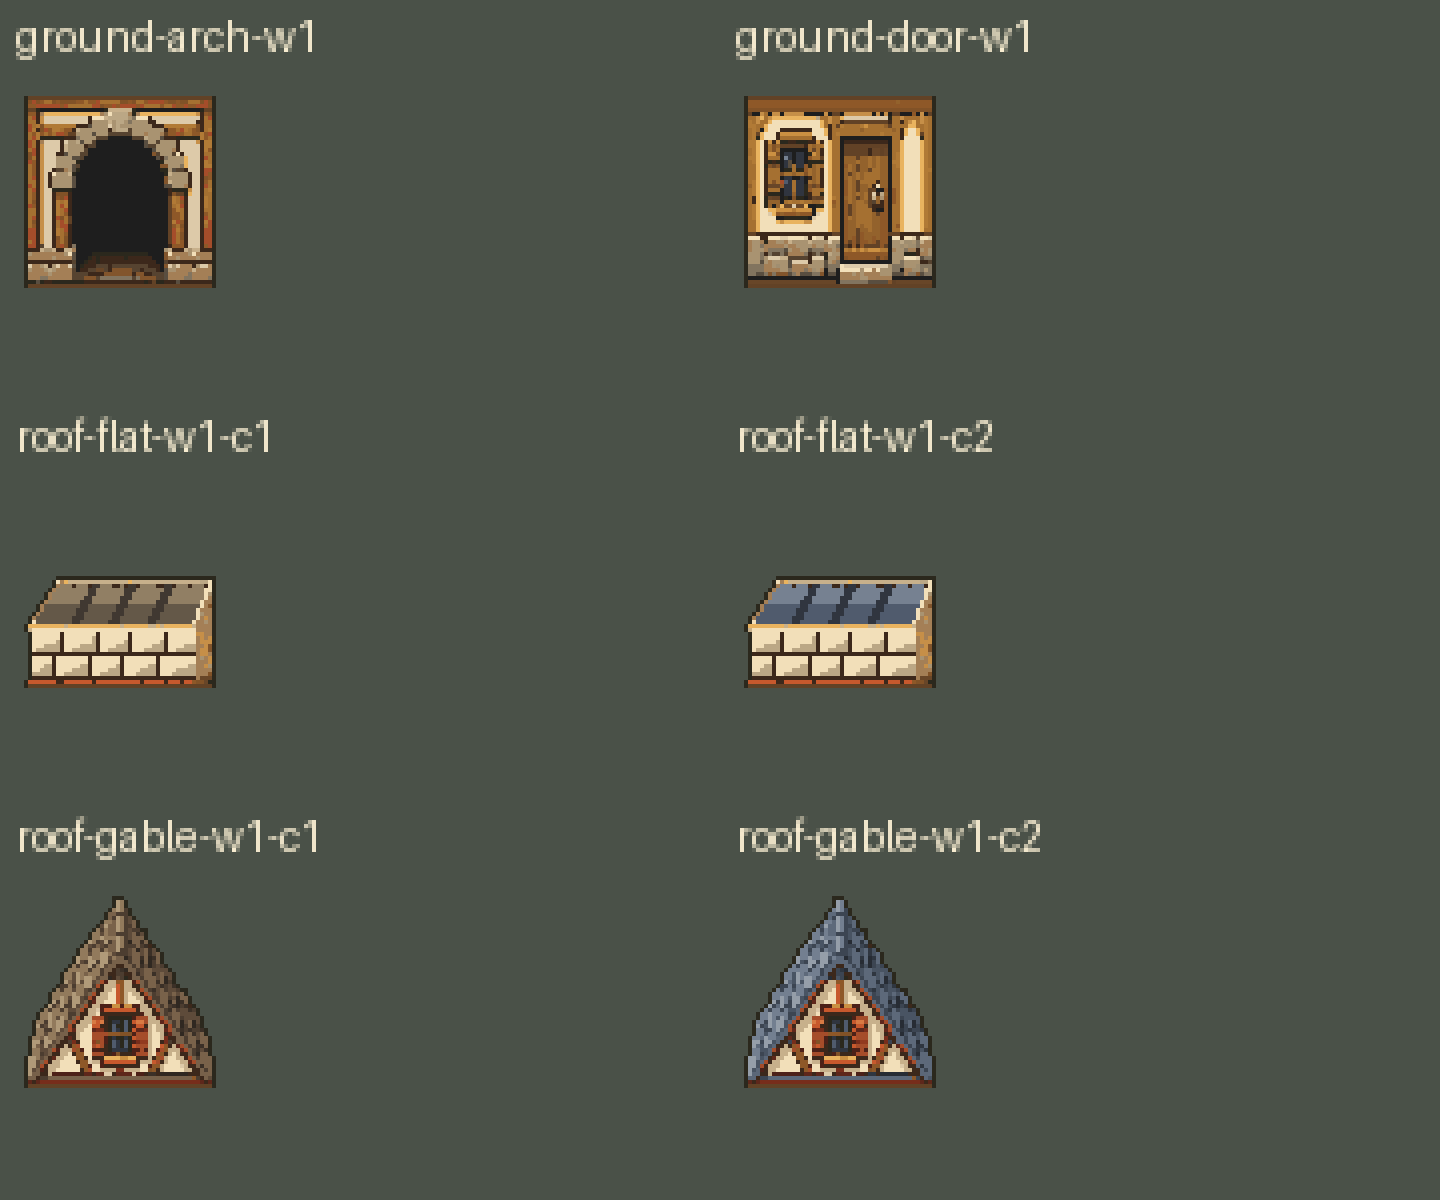 ground-arch-w1
ground-door-w1
roof-flat-w1-c1
roof-flat-w1-c2
roof-gable-w1-c1
roof-gable-w1-c2